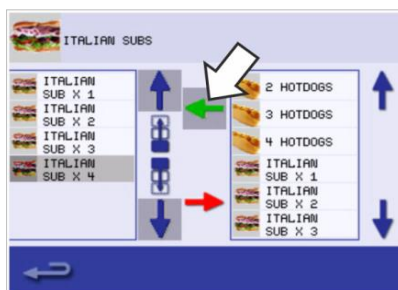 ITALIAN SUBS
ITALIAN
SUB X 1
ITALIAN
SUB X 2
ITALIAN
SUB X 3
ITALIAN
SUB X 4
2 HOTDOGS
3 HOTDOGS
4 HOTDOGS
ITALIAN
SUB X 1
ITALIAN
SUB X 2
ITALIAN
SUB X 3